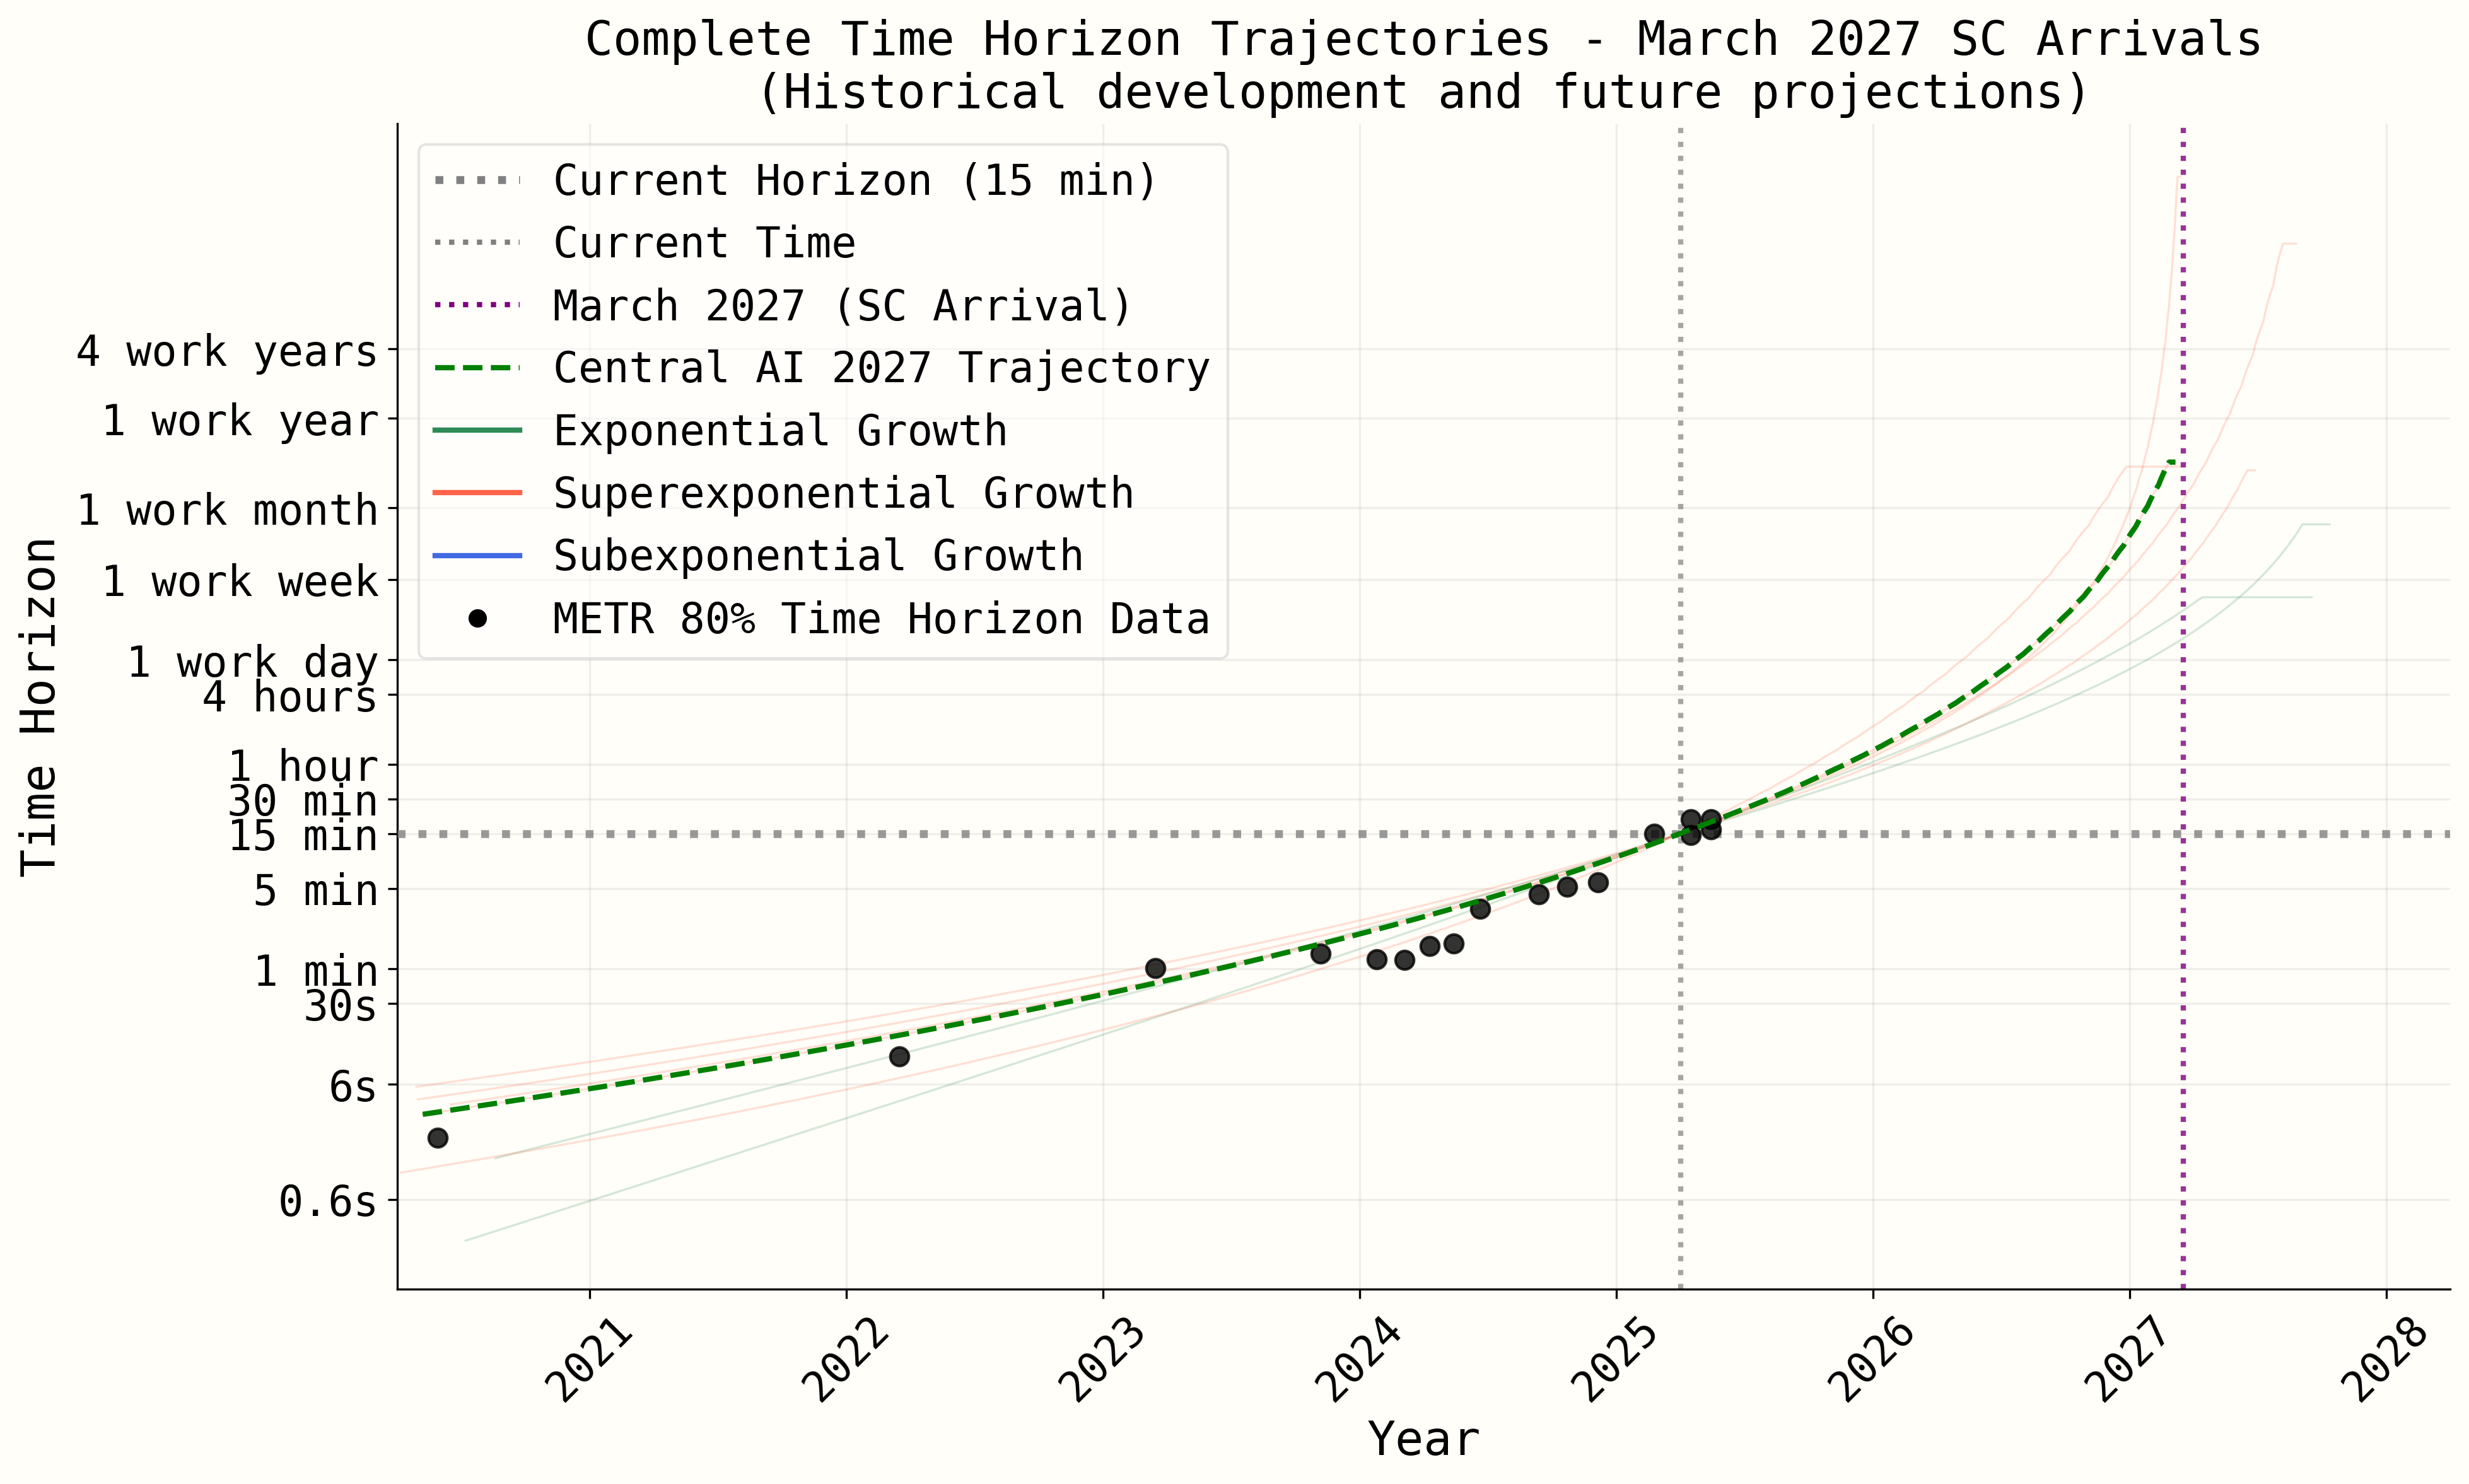 Complete Time Horizon Trajectories - March 2027 SC Arrivals
(Historical development and future projections)
Current Horizon (15 min)
Current Time
March 2027 (SC Arrival)
Central AI 2027 Trajectory
Exponential Growth
Superexponential Growth
Subexponential Growth
METR 80% Time Horizon Data
Time Horizon
4 work years
1 work year
1 work month
1 work week
1 work day
4 hours
1 hour
30 min
15 min
5 min
1 min
30s
6s
0.6s
2021
2022
2023
2024
2025
2026
2027
2028
Year